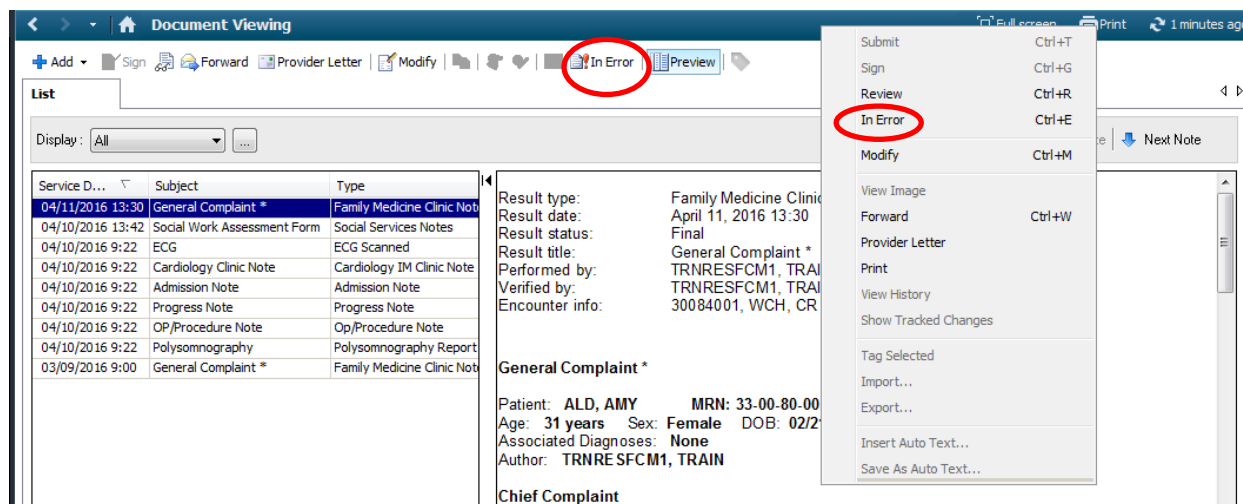 Document Viewing Full screen Print 1 minutes ago
Add Sign Forward Provider Letter Modify In Error Preview
List
Display : All ... Next Note
Service D... Subject Type
04/11/2016 13:30 General Complaint * Family Medicine Clinic Not
04/10/2016 13:42 Social Work Assessment Form Social Services Notes
04/10/2016 9:22 ECG ECG Scanned
04/10/2016 9:22 Cardiology Clinic Note Cardiology IM Clinic Note
04/10/2016 9:22 Admission Note Admission Note
04/10/2016 9:22 Progress Note Progress Note
04/10/2016 9:22 OP/Procedure Note Op/Procedure Note
04/10/2016 9:22 Polysomnography Polysomnography Report
03/09/2016 9:00 General Complaint * Family Medicine Clinic Not
Result type: Family Medicine Clinic
Result date: April 11, 2016 13:30
Result status: Final
Result title: General Complaint *
Performed by: TRNRESFCM1, TRAI
Verified by: TRNRESFCM1, TRAI
Encounter info: 30084001, WCH, CR
General Complaint *
Patient: ALD, AMY MRN: 33-00-80-00
Age: 31 years Sex: Female DOB: 02/2
Associated Diagnoses: None
Author: TRNRESFCM1, TRAIN
Chief Complaint
Submit Ctrl+T
Sign Ctrl+G
Review Ctrl+R
In Error Ctrl+E
Modify Ctrl+M
View Image
Forward Ctrl+W
Provider Letter
Print
View History
Show Tracked Changes
Tag Selected
Import...
Export...
Insert Auto Text...
Save As Auto Text...